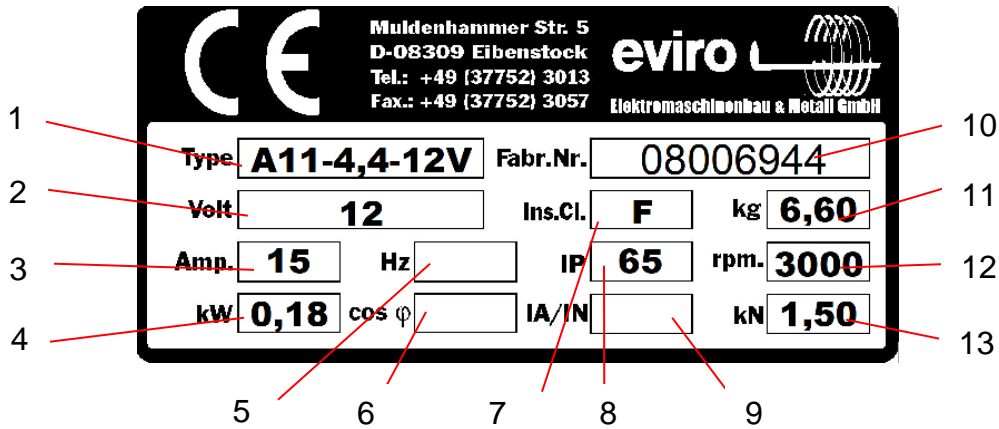 Muldenhammer Str. 5
D-08309 Eibenstock
Tel.: +49 (37752) 3013
Fax.: +49 (37752) 3057
CE
eviro
Elektromaschinenbau & Metall GmbH
1 Type A11-4,4-12V Fabr.Nr. 08006944 10
2 Volt 12 Ins.Cl. F kg 6,60 11
3 Amp. 15 Hz IP 65 rpm. 3000 12
4 kW 0,18 cos φ IA/IN kN 1,50 13
5 6 7 8 9